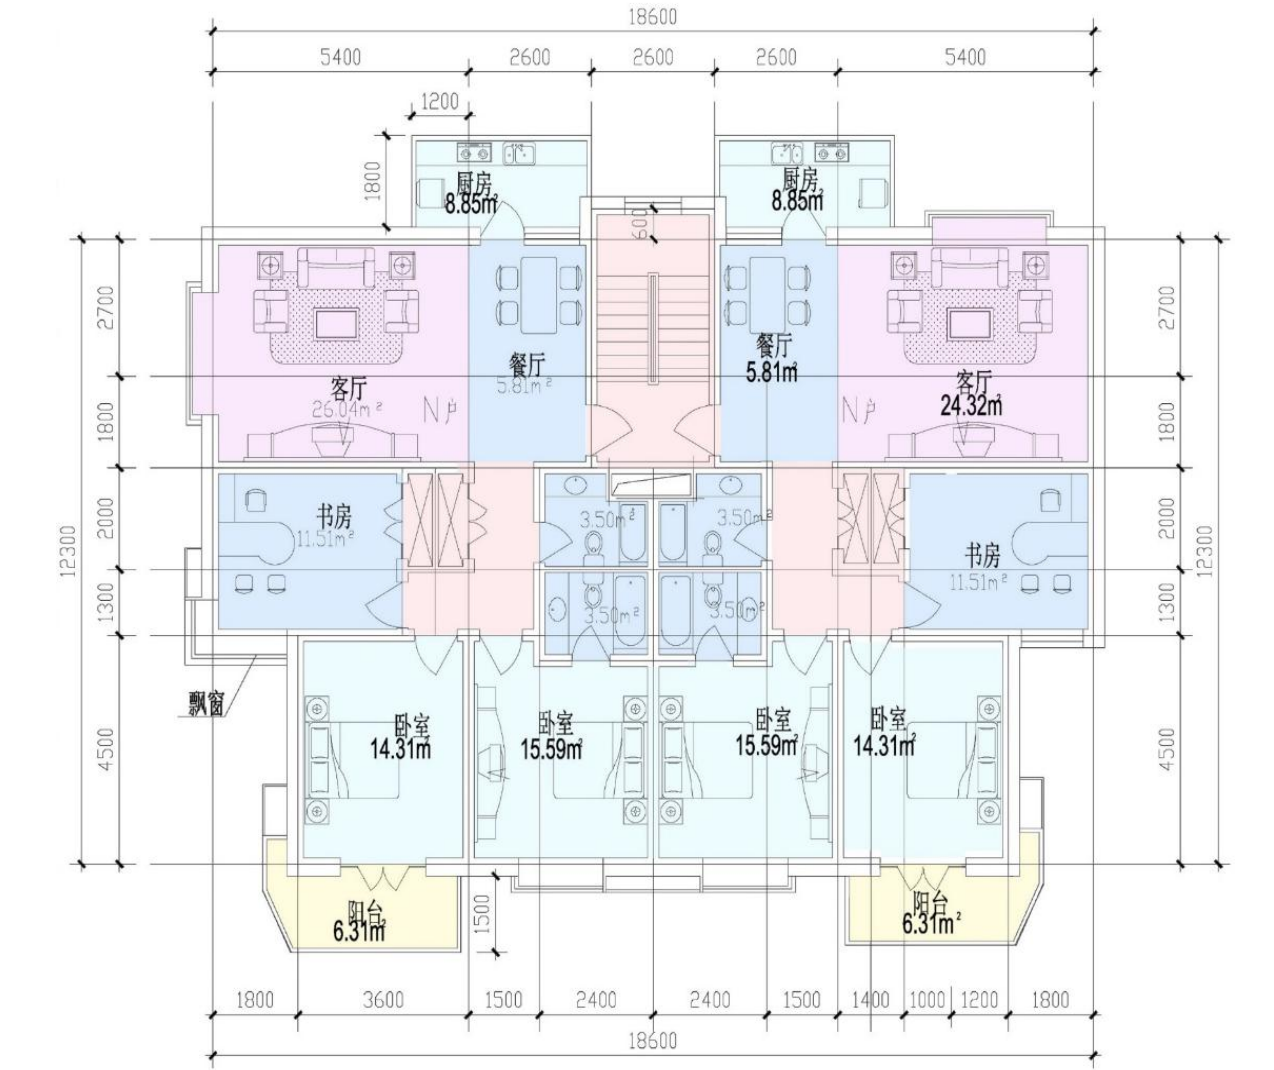 18600
5400 2600 2600 2600 5400
1200
1800
厨房
8.85㎡
厨房
8.85㎡
600
2700
2700
餐厅
5.81m²
餐厅
5.81㎡
客厅
26.04m²
N户
客厅
24.32㎡
N户
1800
1800
12300
2000
书房
11.51m²
3.50m²
3.50m²
书房
11.51m²
2000
12300
1300
3.50m²
3.50m²
1300
飘窗
4500
卧室
14.31㎡
卧室
15.59㎡
卧室
15.59㎡
卧室
14.31㎡
4500
阳台
6.31㎡
1500
阳台
6.31㎡
1800 3600 1500 2400 2400 1500 1400 1000 1200 1800
18600